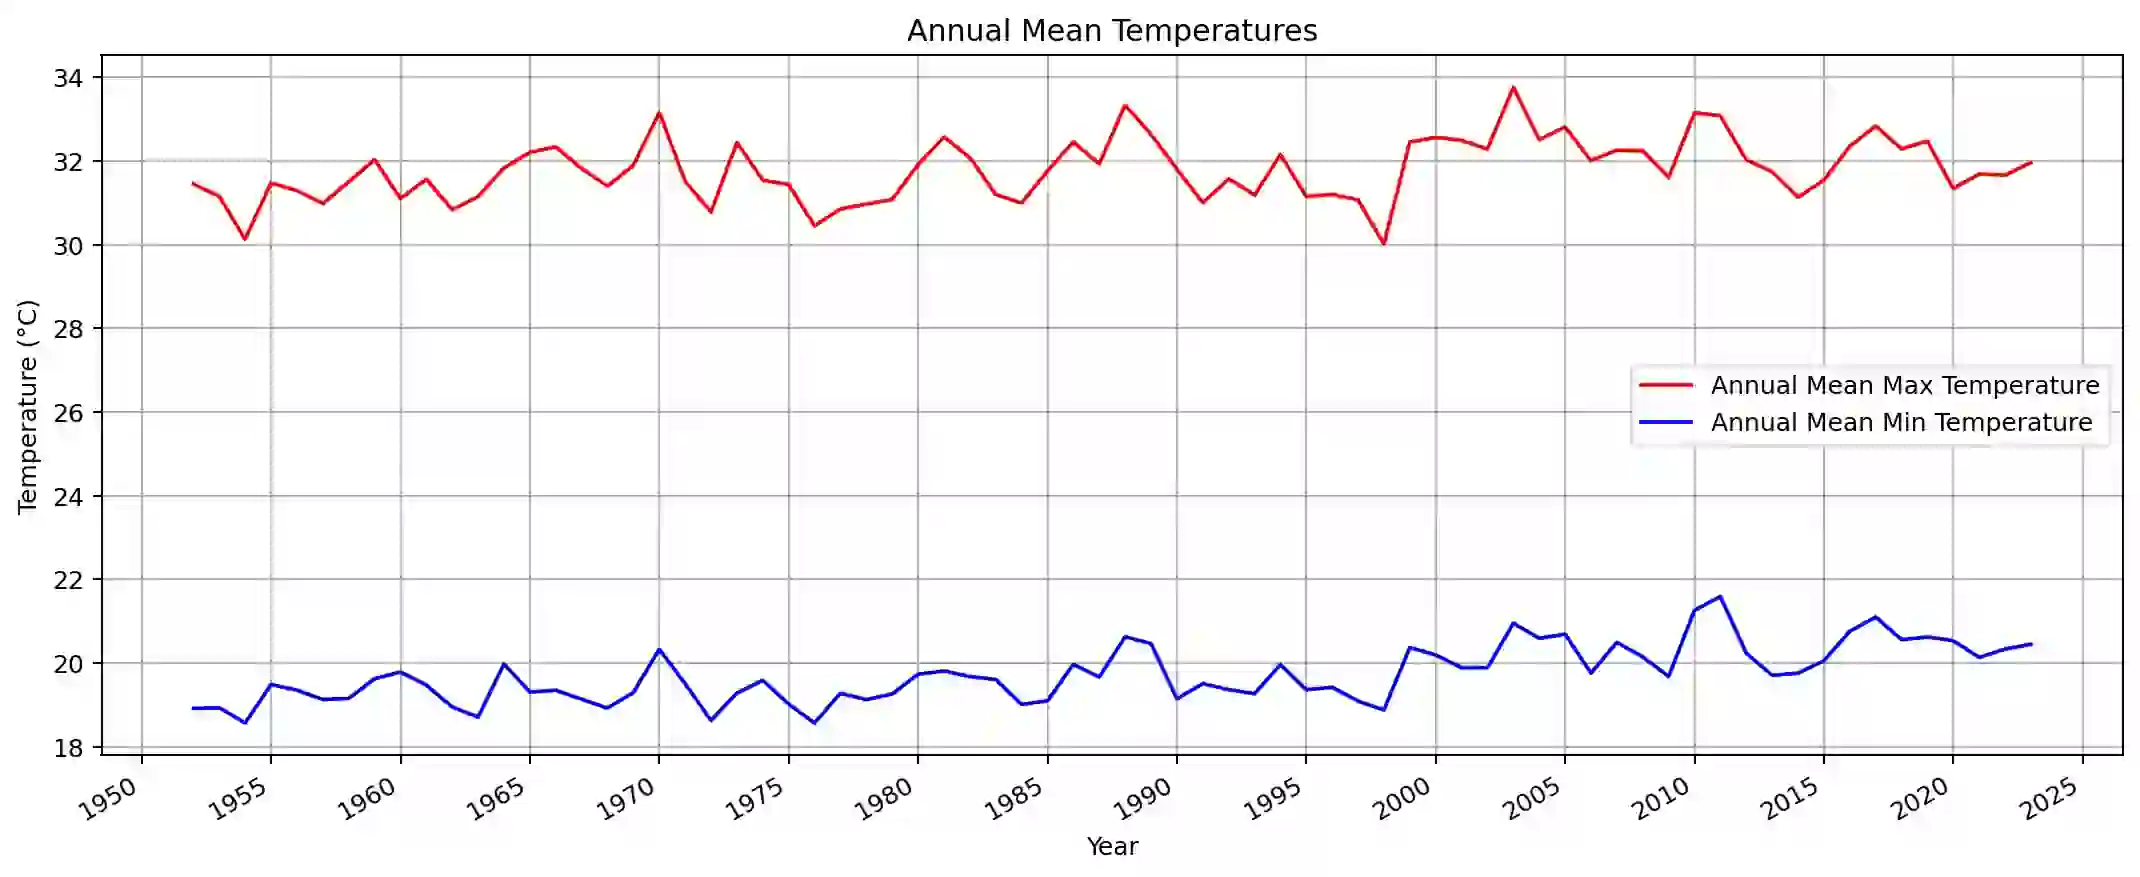 Annual Mean Temperatures
34
32
30
28
26
24
22
20
18
Temperature (°C)
Annual Mean Max Temperature
Annual Mean Min Temperature
1950 1955 1960 1965 1970 1975 1980 1985 1990 1995 2000 2005 2010 2015 2020 2025
Year